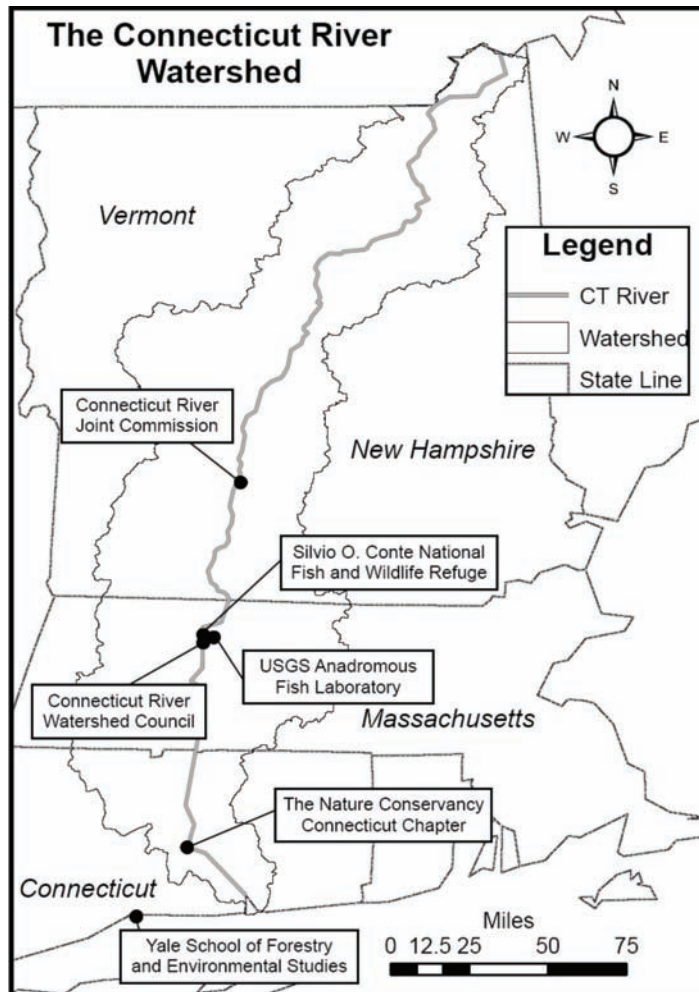 The Connecticut River
Watershed
N
W
E
S
Vermont
Legend
CT River
Watershed
State Line
Connecticut River
Joint Commission
New Hampshire
Silvio O. Conte National
Fish and Wildlife Refuge
USGS Anadromous
Fish Laboratory
Connecticut River
Watershed Council
Massachusetts
The Nature Conservancy
Connecticut Chapter
Connecticut
Yale School of Forestry
and Environmental Studies
Miles
0 12.5 25 50 75